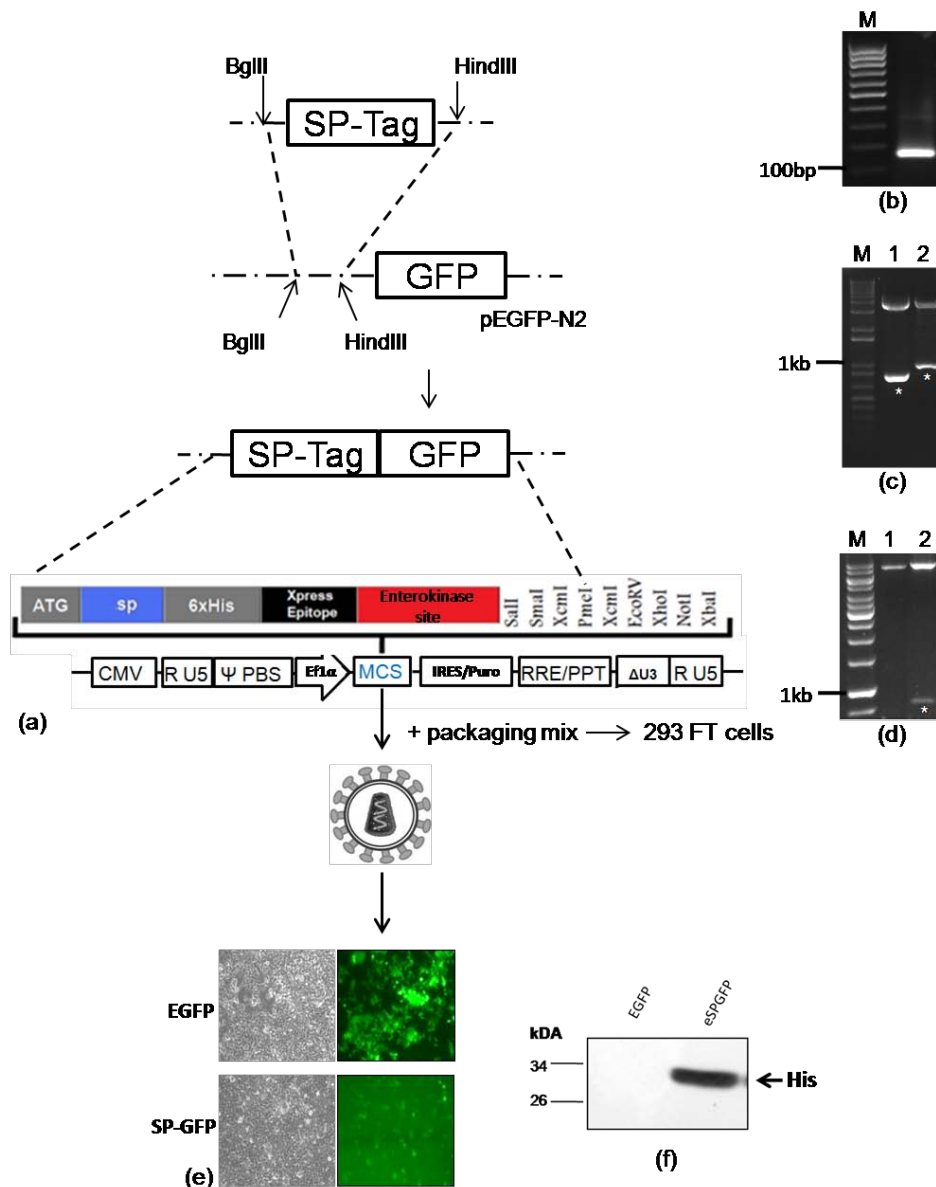 BglII HindIII
SP-Tag
GFP
pEGFP-N2
BglII HindIII
SP-Tag GFP
ATG sp 6xHis Xpress Epitope Enterokinase site SalI SmaI XcmI PmeI XcmI EcoRV XhoI NotI XbaI
CMV R U5 Ψ PBS Ef1α MCS IRES/Puro RRE/PPT ΔU3 R U5
(a)
+ packaging mix → 293 FT cells
EGFP
SP-GFP
(e)
M
100bp
(b)
M 1 2
1kb
*
*
(c)
M 1 2
1kb
*
(d)
EGFP eSPGFP
kDA
34
26
His
(f)